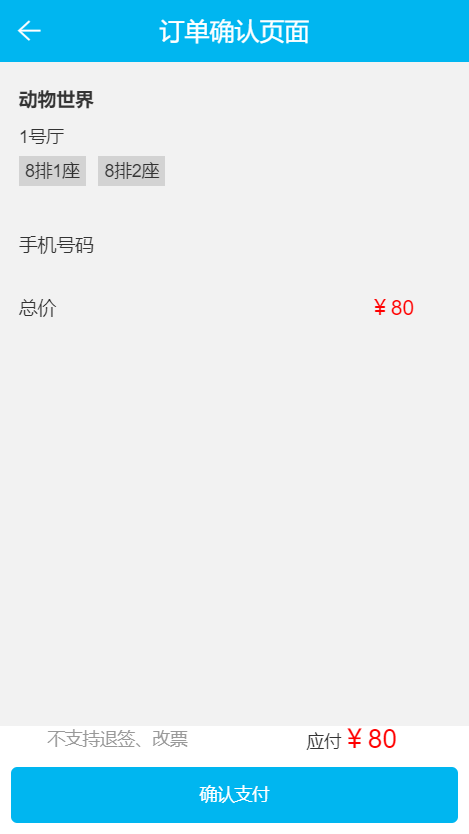 订单确认页面
动物世界
1号厅
8排1座 8排2座
手机号码
总价 ¥ 80
不支持退签、改票 应付 ¥ 80
确认支付